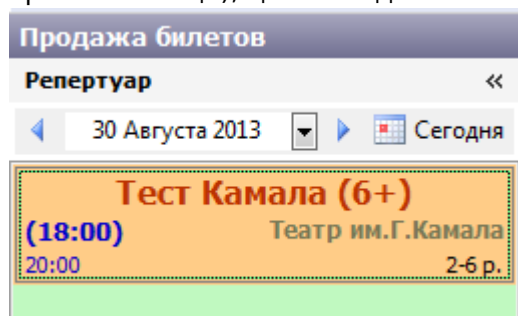 Продажа билетов
Репертуар «
30 Августа 2013 Сегодня
Тест Камала (6+)
(18:00) Театр им.Г.Камала
20:00 2-6 р.